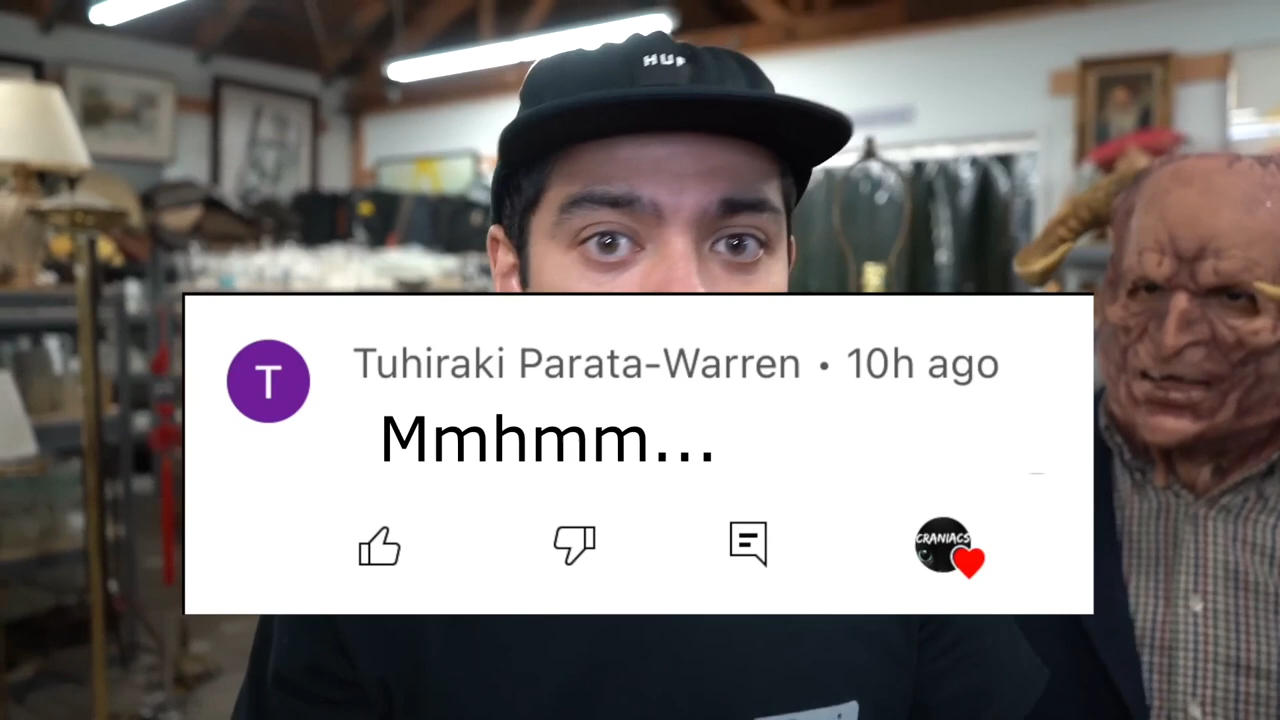 HUF
T
Tuhiraki Parata-Warren • 10h ago
Mmhmm...
CRANIACS